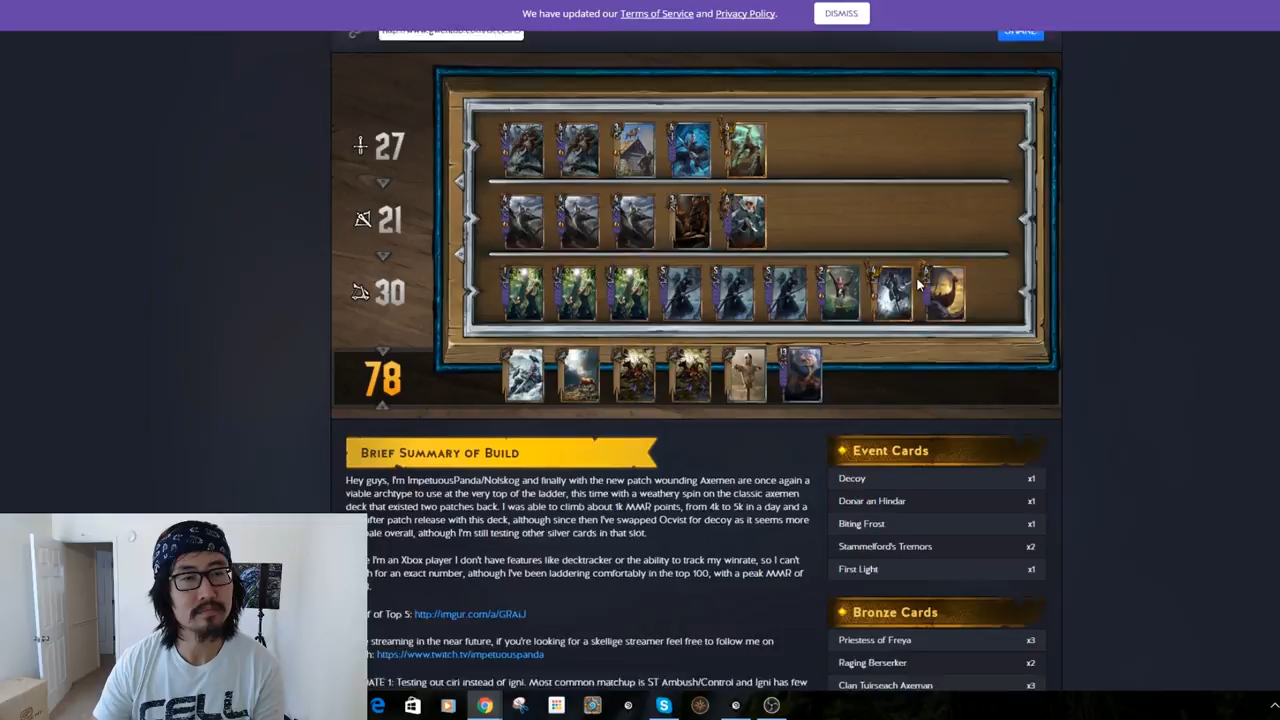 We have updated our Terms of Service and Privacy Policy.
DISMISS
27
21
30
78
BRIEF SUMMARY OF BUILD
Hey guys, I'm ImpetuousPanda/Nolskog and finally with the new patch wounding Axemen are once again a
viable archtype to use at the very top of the ladder, this time with a weathery spin on the classic axemen
deck that existed two patches back. I was able to climb about 1k MMR points, from 4k to 5k in a day and a
after patch release with this deck, although since then I've swapped Ocvist for decoy as it seems more
overall, although I'm still testing other silver cards in that slot.
I'm an Xbox player I don't have features like decktracker or the ability to track my winrate, so I can't
for an exact number, although I've been laddering comfortably in the top 100, with a peak MMR of
of Top 5: http://imgur.com/a/GRAiJ
streaming in the near future, if you're looking for a skellige streamer feel free to follow me on
https://www.twitch.tv/impetuouspanda
1: Testing out ciri instead of igni. Most common matchup is ST Ambush/Control and Igni has few
EVENT CARDS
Decoy x1
Donar an Hindar x1
Biting Frost x1
Stammelford's Tremors x2
First Light x1
BRONZE CARDS
Priestess of Freya x3
Raging Berserker x2
Clan Tuirseach Axeman x3
CELL